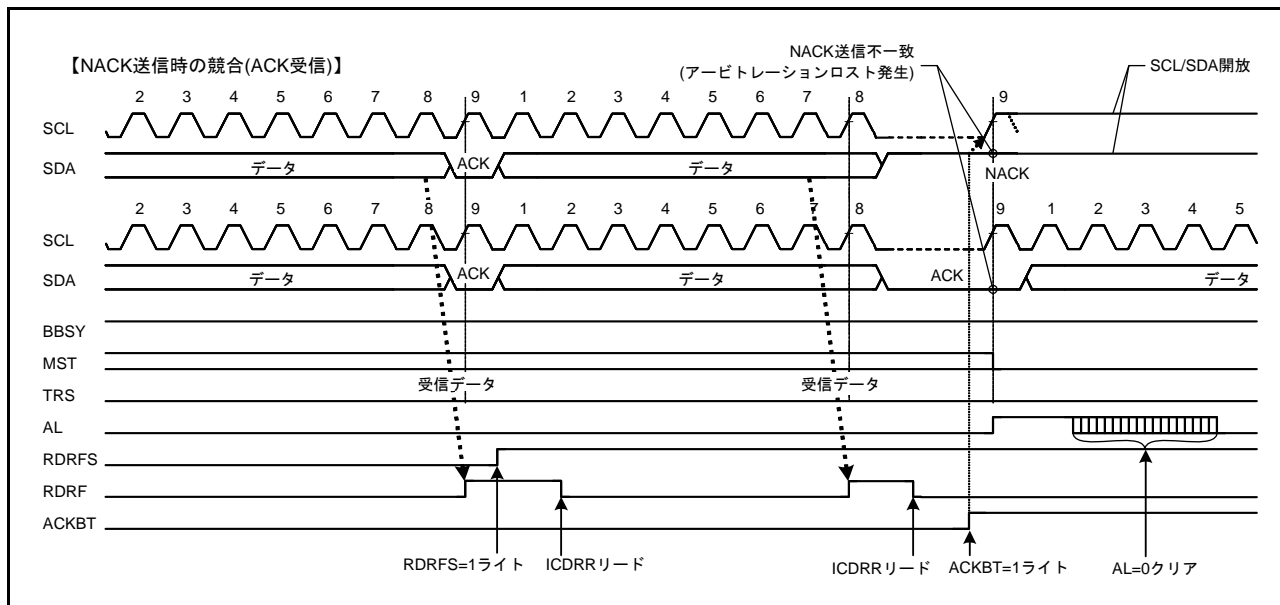 【NACK送信時の競合(ACK受信)】
NACK送信不一致
(アービトレーションロスト発生)
SCL/SDA開放
2 3 4 5 6 7 8 9 1 2 3 4 5 6 7 8 9
SCL
SDA データ ACK データ NACK
2 3 4 5 6 7 8 9 1 2 3 4 5 6 7 8 9 1 2 3 4 5
SCL
SDA データ ACK データ ACK データ
BBSY
MST
受信データ 受信データ
TRS
AL
RDRFS
RDRF
ACKBT
RDRFS=1ライト ICDRRリード ICDRRリード ACKBT=1ライト AL=0クリア